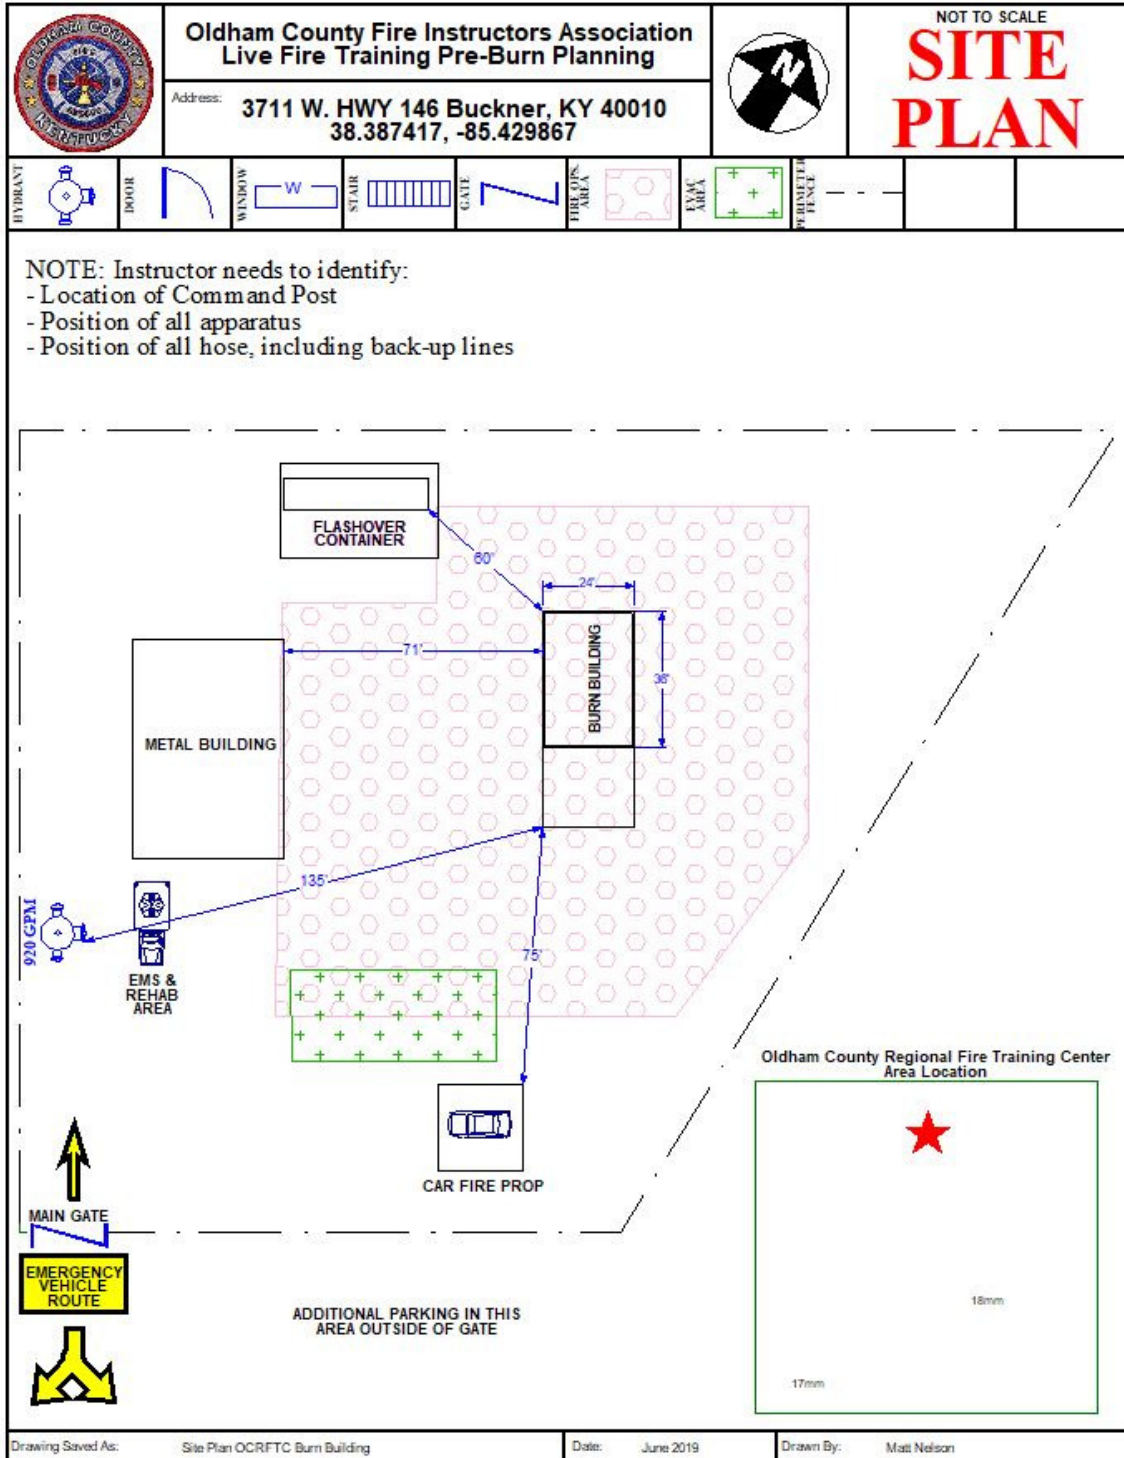 OLDHAM COUNTY
KENTUCKY
Oldham County Fire Instructors Association
Live Fire Training Pre-Burn Planning
Address:
3711 W. HWY 146 Buckner, KY 40010
38.387417, -85.429867
N
NOT TO SCALE
SITE
PLAN
HYDRANT
DOOR
WINDOW
W
STAIR
GATE
FIRE OPS.
AREA
EVAC
AREA
PERIMETER
FENCE
NOTE: Instructor needs to identify:
- Location of Command Post
- Position of all apparatus
- Position of all hose, including back-up lines
FLASHOVER
CONTAINER
60'
24'
71'
BURN BUILDING
36'
METAL BUILDING
135'
920 GPM
75'
EMS &
REHAB
AREA
CAR FIRE PROP
MAIN GATE
EMERGENCY
VEHICLE
ROUTE
ADDITIONAL PARKING IN THIS
AREA OUTSIDE OF GATE
Oldham County Regional Fire Training Center
Area Location
18mm
17mm
Drawing Saved As:
Site Plan OCRFTC Burn Building
Date:
June 2019
Drawn By:
Matt Nelson